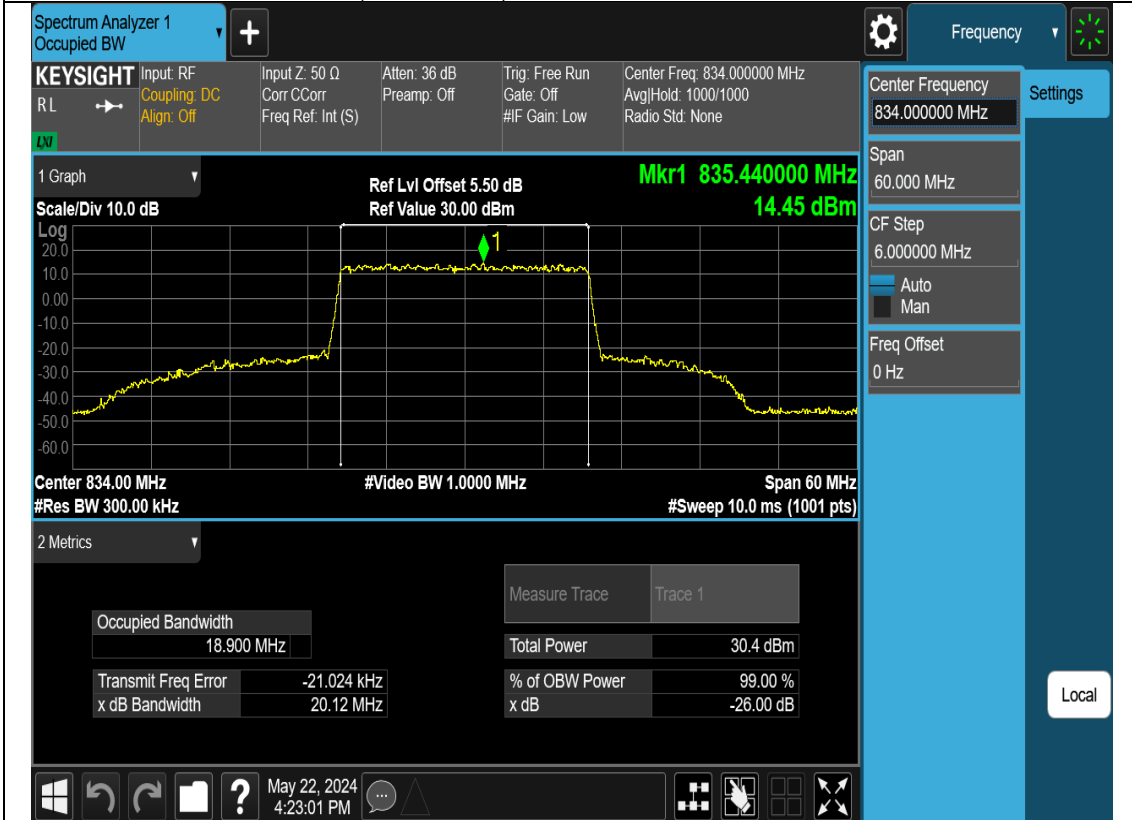 Spectrum Analyzer 1
Occupied BW
+
Frequency
KEYSIGHT
RL
LXI
Input: RF
Coupling: DC
Align: Off
Input Z: 50 Ω
Corr CCorr
Freq Ref: Int (S)
Atten: 36 dB
Preamp: Off
Trig: Free Run
Gate: Off
#IF Gain: Low
Center Freq: 834.000000 MHz
Avg|Hold: 1000/1000
Radio Std: None
Center Frequency
834.000000 MHz
Settings
Span
60.000 MHz
CF Step
6.000000 MHz
Auto
Man
Freq Offset
0 Hz
1 Graph
Scale/Div 10.0 dB
Ref Lvl Offset 5.50 dB
Ref Value 30.00 dBm
Mkr1 835.440000 MHz
14.45 dBm
Log
1
20.0
10.0
0.00
-10.0
-20.0
-30.0
-40.0
-50.0
-60.0
Center 834.00 MHz
#Video BW 1.0000 MHz
Span 60 MHz
#Res BW 300.00 kHz
#Sweep 10.0 ms (1001 pts)
2 Metrics
Measure Trace
Trace 1
Occupied Bandwidth
18.900 MHz
Total Power
30.4 dBm
Transmit Freq Error
-21.024 kHz
% of OBW Power
99.00 %
x dB Bandwidth
20.12 MHz
x dB
-26.00 dB
Local
?
May 22, 2024
4:23:01 PM